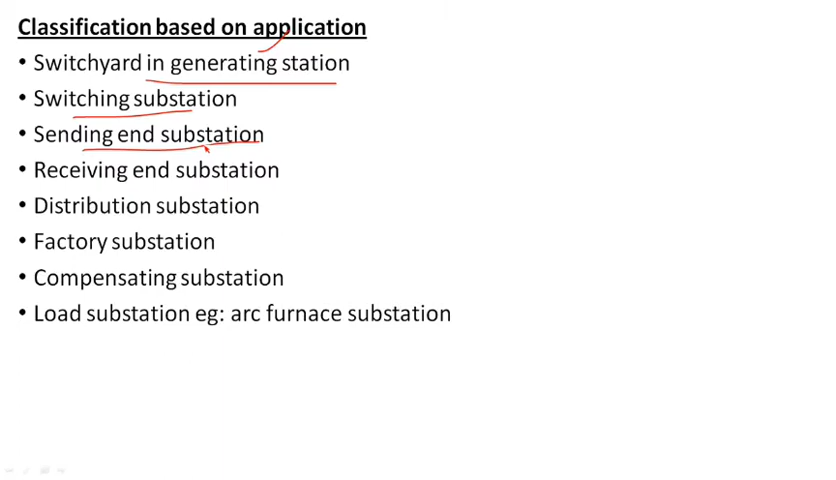 Classification based on application
• Switchyard in generating station
• Switching substation
• Sending end substation
• Receiving end substation
• Distribution substation
• Factory substation
• Compensating substation
• Load substation eg: arc furnace substation